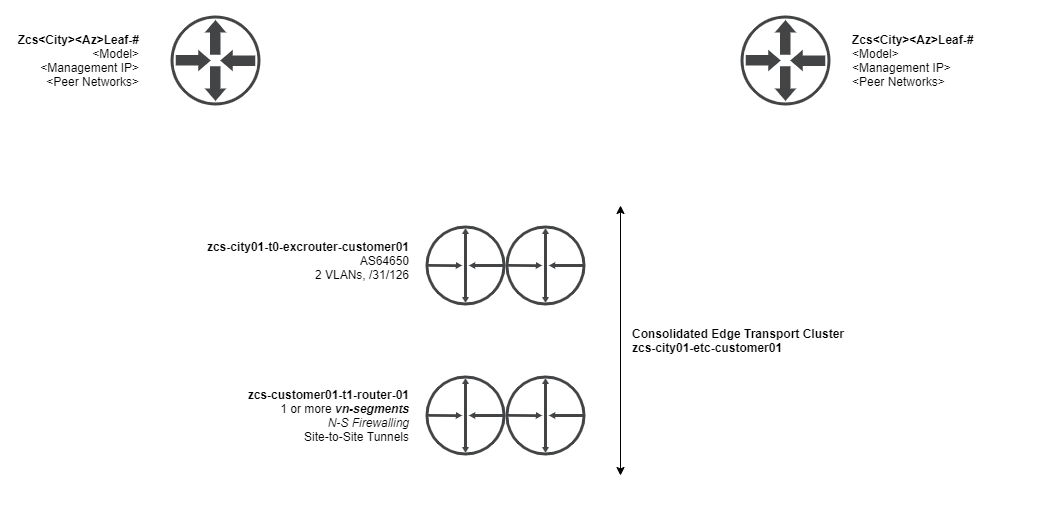 Zcs<City><Az>Leaf-#
<Model>
<Management IP>
<Peer Networks>
Zcs<City><Az>Leaf-#
<Model>
<Management IP>
<Peer Networks>
zcs-city01-t0-excrouter-customer01
AS64650
2 VLANs, /31/126
Consolidated Edge Transport Cluster
zcs-city01-etc-customer01
zcs-customer01-t1-router-01
1 or more vn-segments
N-S Firewalling
Site-to-Site Tunnels